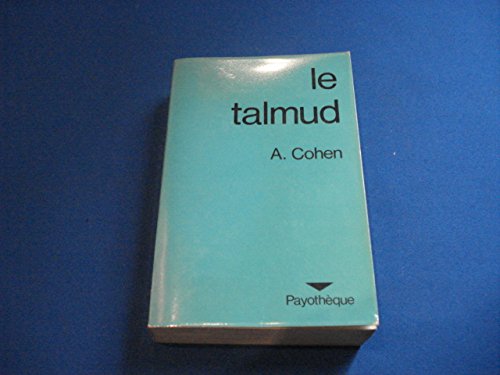 le
talmud
A. Cohen
Payothèque